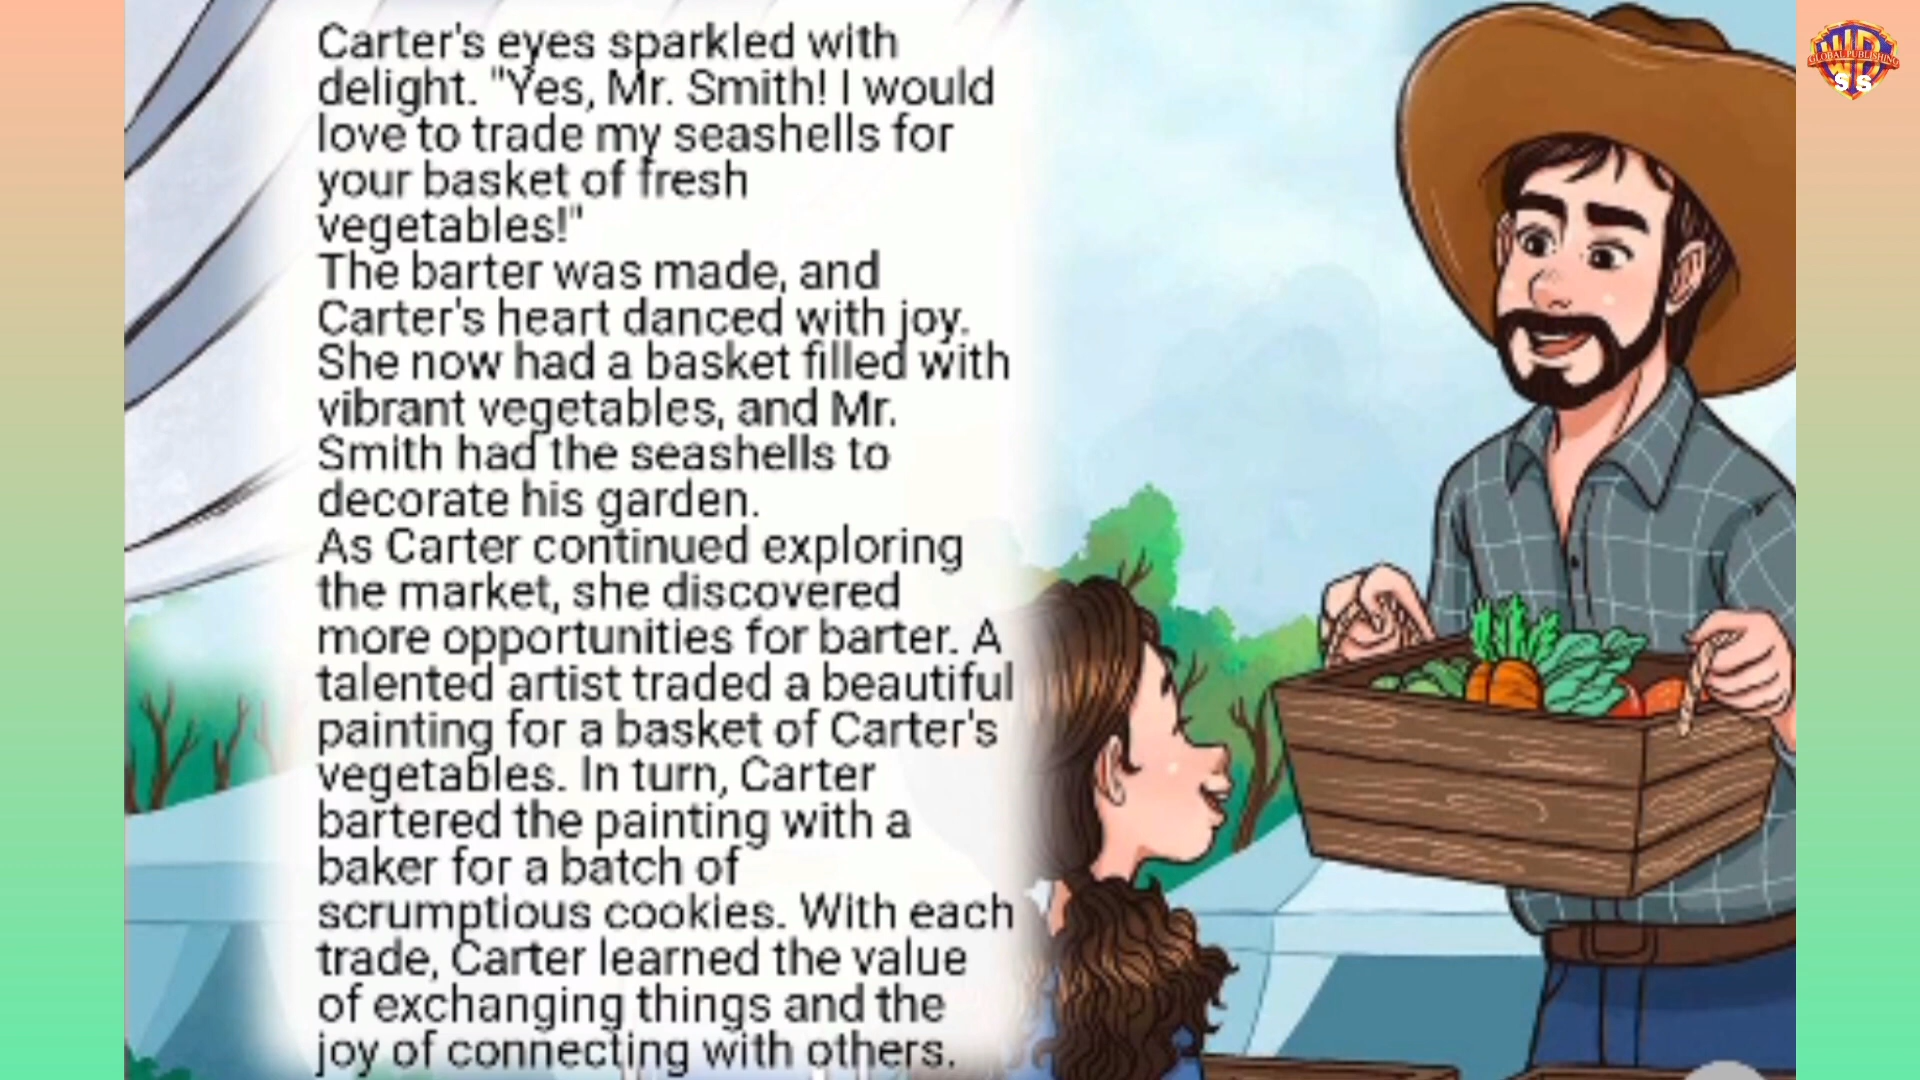 Carter's eyes sparkled with
delight. "Yes, Mr. Smith! I would
love to trade my seashells for
your basket of fresh
vegetables!"
The barter was made, and
Carter's heart danced with joy.
She now had a basket filled with
vibrant vegetables, and Mr.
Smith had the seashells to
decorate his garden.
As Carter continued exploring
the market, she discovered
more opportunities for barter. A
talented artist traded a beautiful
painting for a basket of Carter's
vegetables. In turn, Carter
bartered the painting with a
baker for a batch of
scrumptious cookies. With each
trade, Carter learned the value
of exchanging things and the
joy of connecting with others.
GLOBAL PUBLISHING
SS